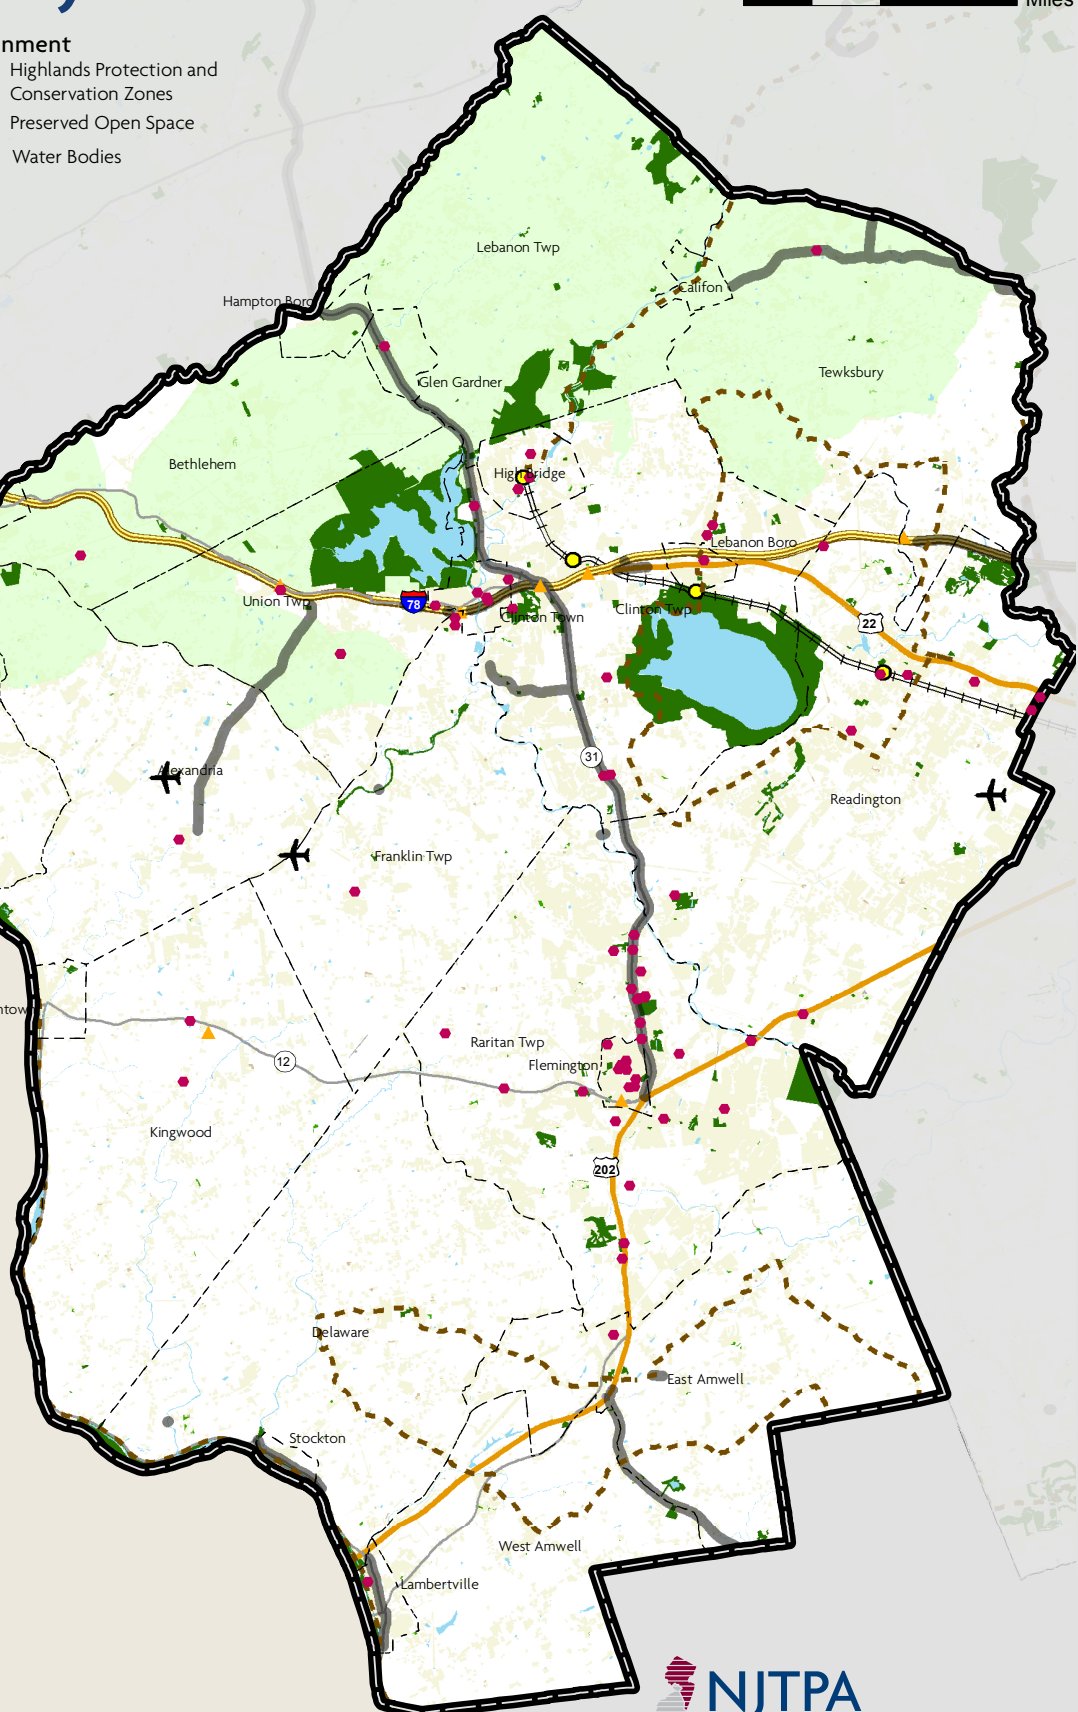 Miles
nment
Highlands Protection and
Conservation Zones
Preserved Open Space
Water Bodies
Lebanon Twp
Califon
Hampton Boro
Tewksbury
Glen Gardner
Bethlehem
High Bridge
Lebanon Boro
Union Twp
78
Clinton Town
Clinton Twp
22
31
Alexandria
Readington
Franklin Twp
ntow
Raritan Twp
12
Flemington
Kingwood
202
Delaware
East Amwell
Stockton
West Amwell
Lambertville
NJTPA